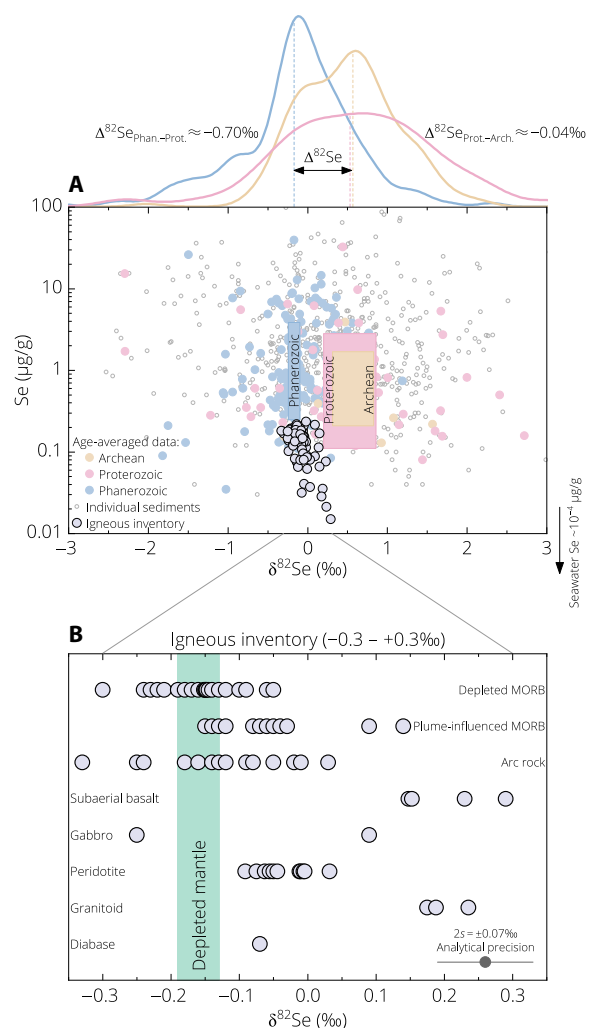 Δ⁸²Se Phan.–Prot. ≈ −0.70‰
Δ⁸²Se Prot.–Arch. ≈ −0.04‰
Δ⁸²Se
A
100
10
1
0.1
0.01
Se (μg/g)
Phanerozoic
Proterozoic
Archean
Age-averaged data:
Archean
Proterozoic
Phanerozoic
Individual sediments
Igneous inventory
−3
−2
−1
0
1
2
3
δ⁸²Se (‰)
Seawater Se ~10⁻⁴ μg/g
B
Igneous inventory (−0.3 – +0.3‰)
Depleted MORB
Plume-influenced MORB
Arc rock
Subaerial basalt
Gabbro
Peridotite
Granitoid
Diabase
Depleted mantle
2s = ±0.07‰
Analytical precision
−0.3
−0.2
−0.1
0.0
0.1
0.2
0.3
δ⁸²Se (‰)